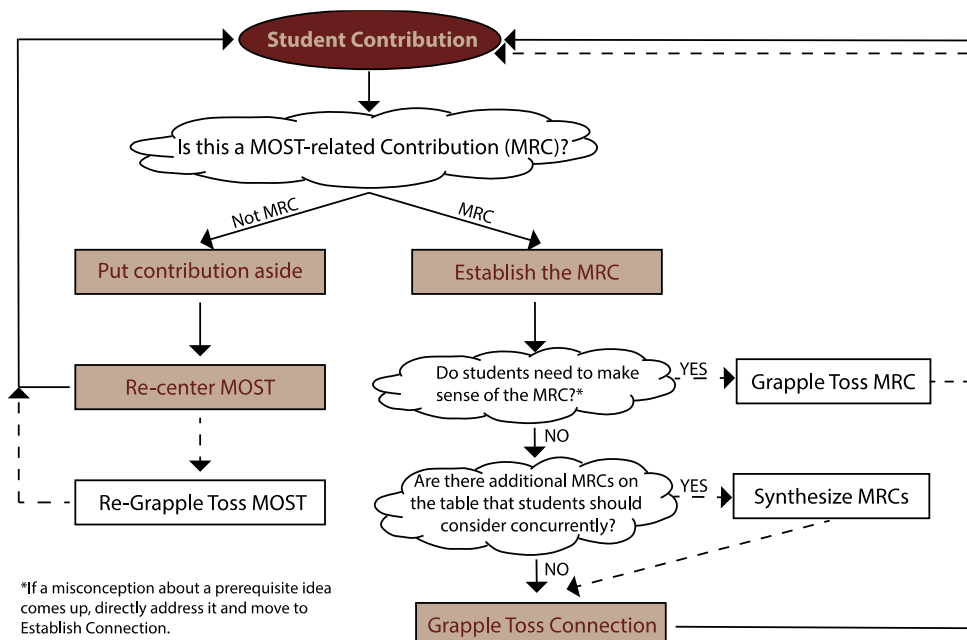 Student Contribution
Is this a MOST-related Contribution (MRC)?
Not MRC
MRC
Put contribution aside
Establish the MRC
Re-center MOST
Do students need to make
sense of the MRC?*
YES
Grapple Toss MRC
NO
Re-Grapple Toss MOST
Are there additional MRCs on
the table that students should
consider concurrently?
YES
Synthesize MRCs
NO
*If a misconception about a prerequisite idea
comes up, directly address it and move to
Establish Connection.
Grapple Toss Connection